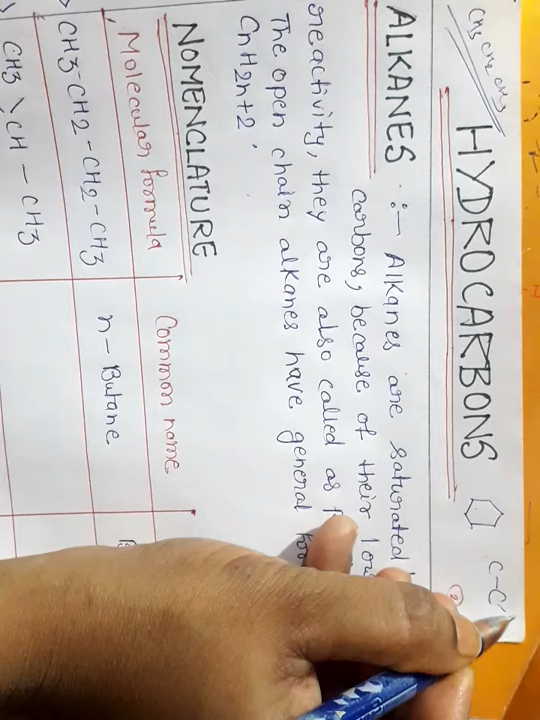 CH3 CH2 CH3
HYDROCARBONS
C-C
2
ALKANES :- Alkanes are saturated
carbons, because of their low
reactivity, they are also called as
The open chain alkanes have general
CnH2n+2.
NOMENCLATURE
Molecular formula Common name
CH3-CH2-CH2-CH3 n-Butane
CH3 CH - CH3